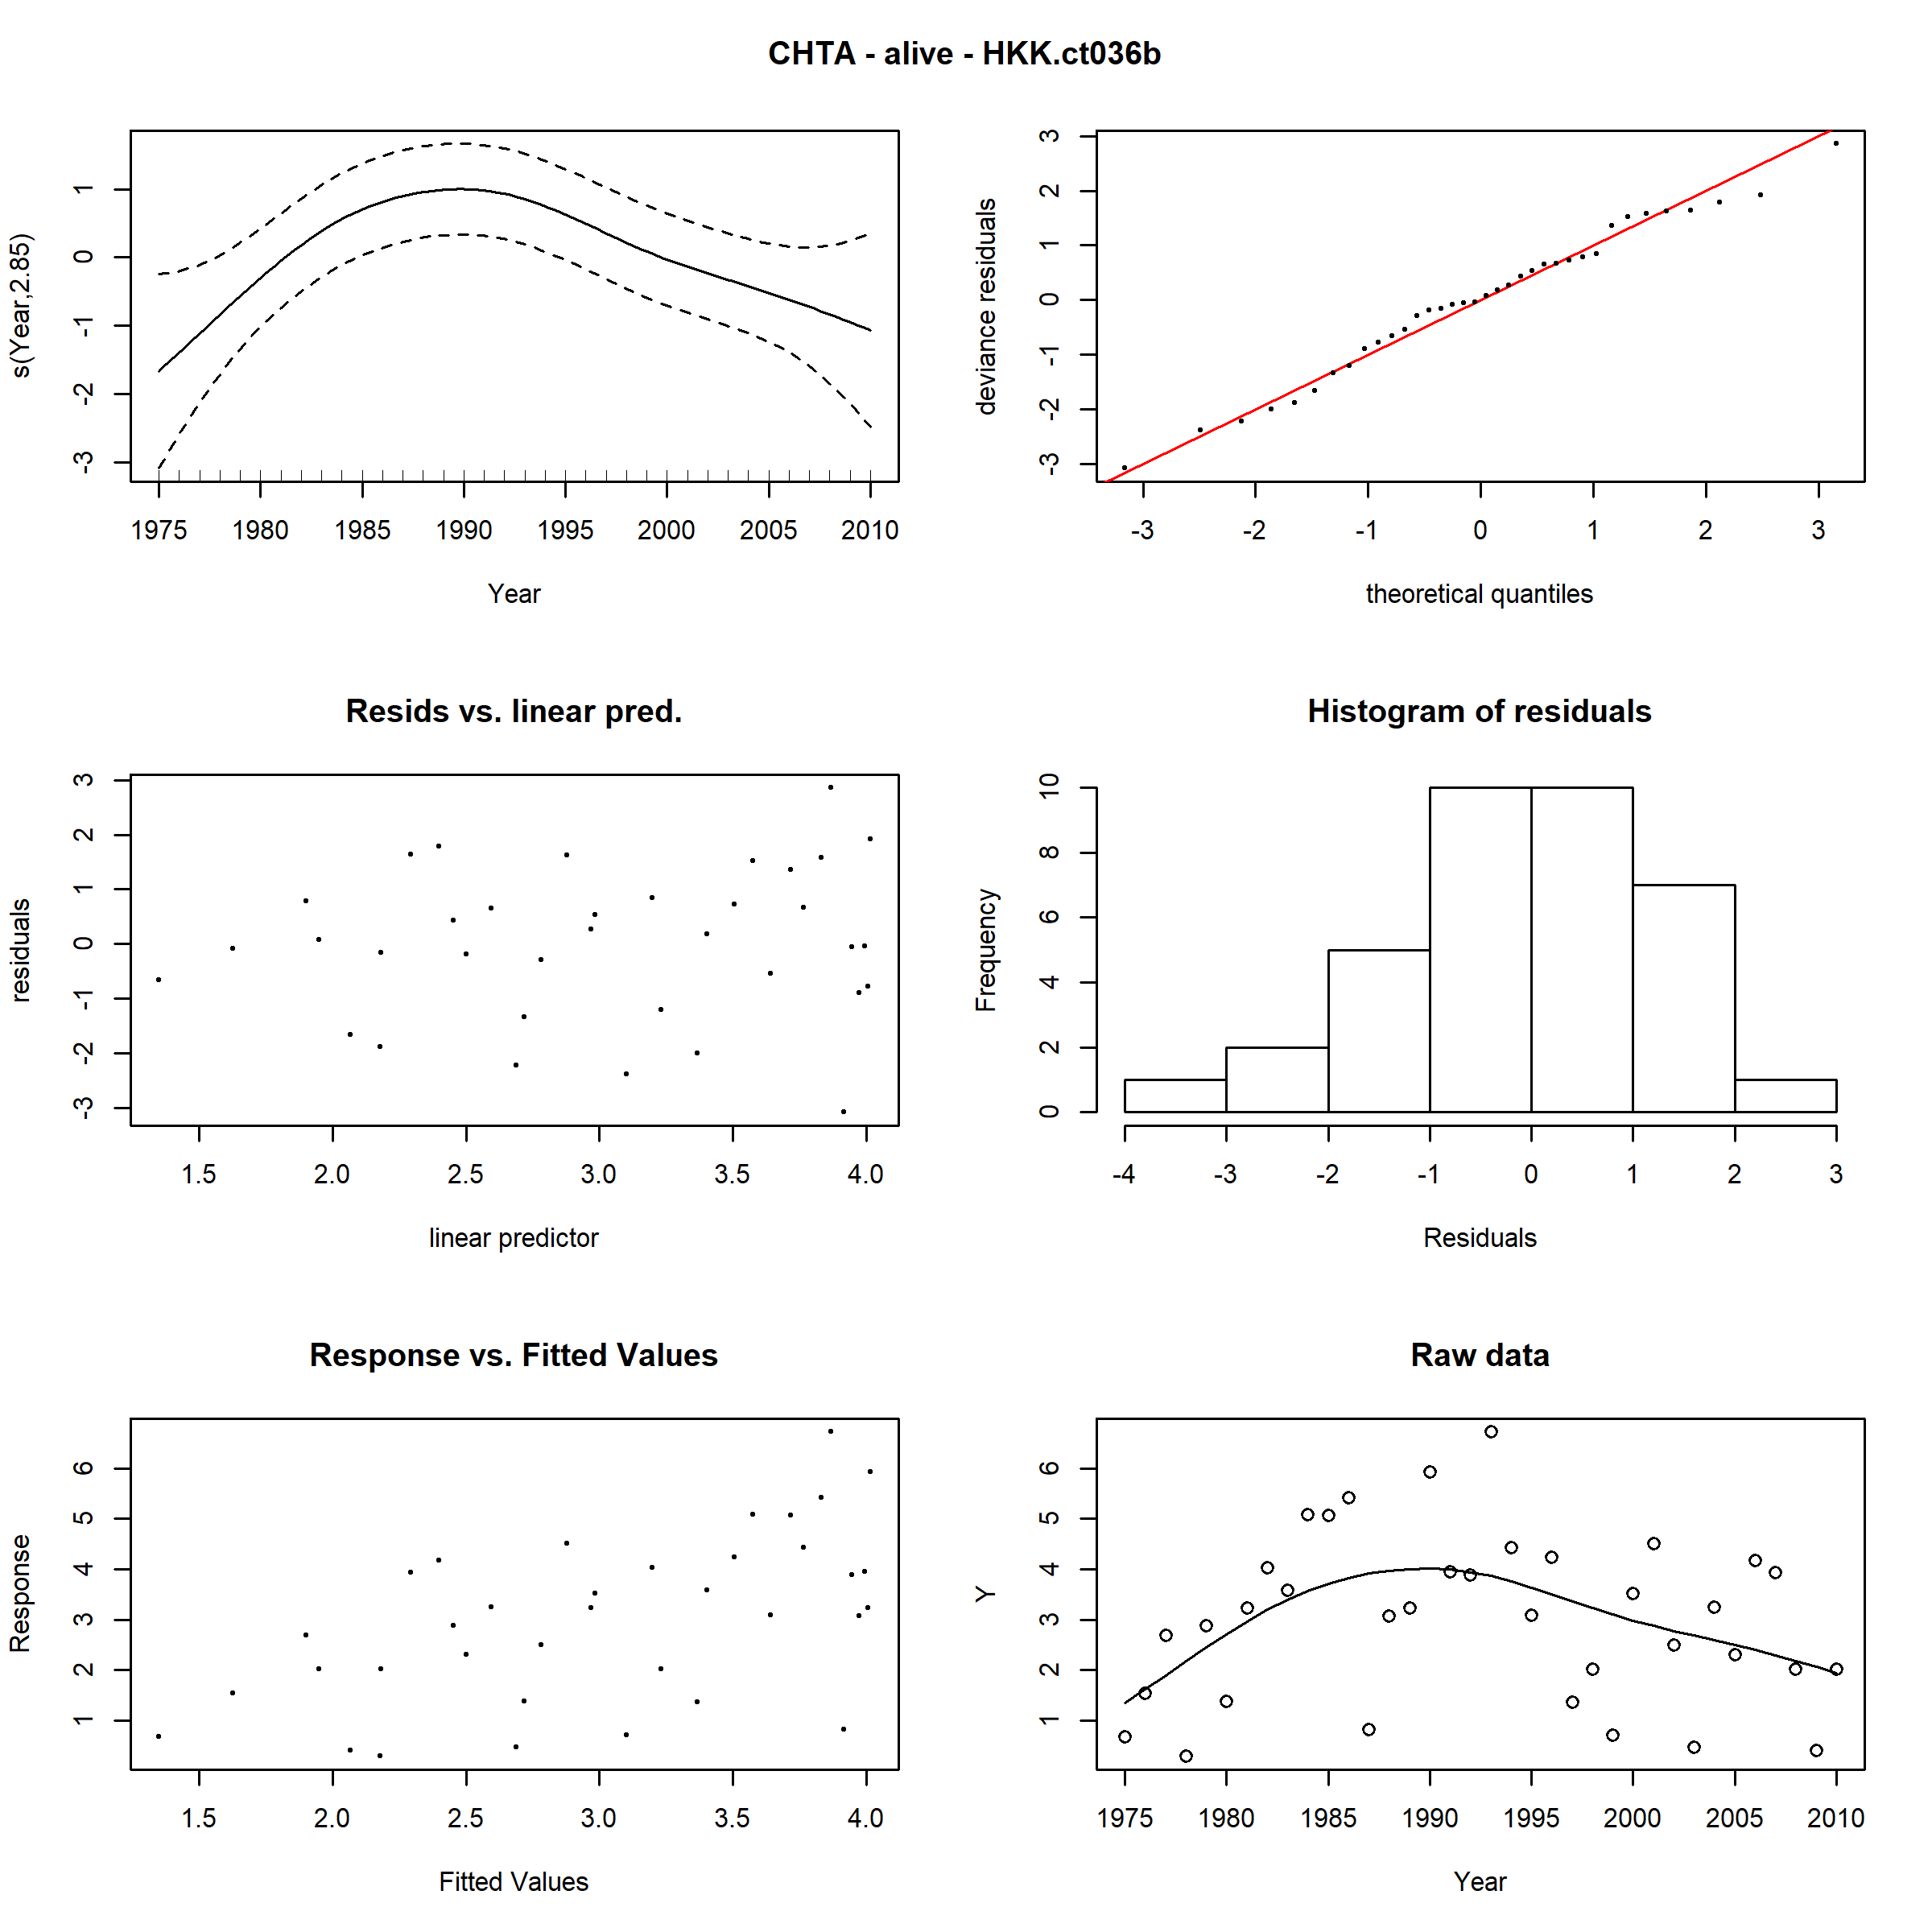 CHTA - alive - HKK.ct036b
s(Year,2.85)
1
0
-1
-2
-3
1975 1980 1985 1990 1995 2000 2005 2010
Year
deviance residuals
3
2
1
0
-1
-2
-3
-3 -2 -1 0 1 2 3
theoretical quantiles
Resids vs. linear pred.
residuals
3
2
1
0
-1
-2
-3
1.5 2.0 2.5 3.0 3.5 4.0
linear predictor
Histogram of residuals
Frequency
10
8
6
4
2
0
-4 -3 -2 -1 0 1 2 3
Residuals
Response vs. Fitted Values
Response
6
5
4
3
2
1
1.5 2.0 2.5 3.0 3.5 4.0
Fitted Values
Raw data
Y
6
5
4
3
2
1
1975 1980 1985 1990 1995 2000 2005 2010
Year